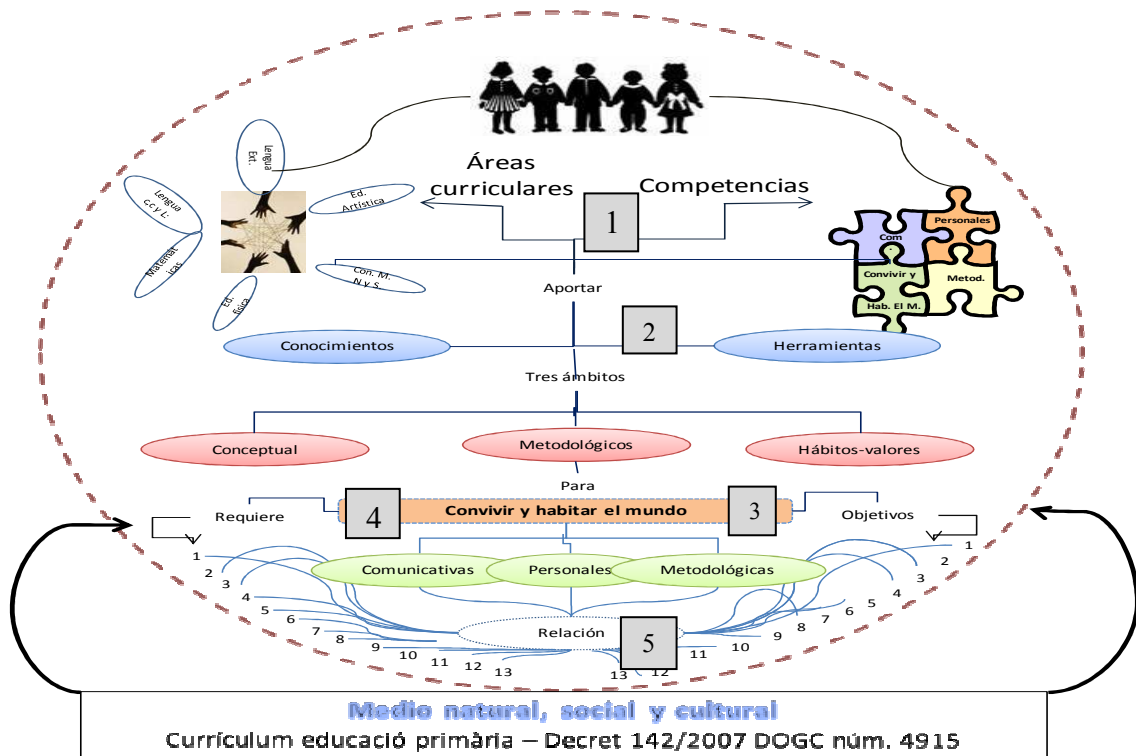 Lengua
Ext.
Áreas
curriculares
Competencias
Lengua
c.c y L.
Ed.
Artística
1
Personales
Com
Matemát
icas
Con. M.
N y S.
Convivir y
Hab. El M.
Metod.
Ed.
física
Aportar
Conocimientos
2
Herramientas
Tres ámbitos
Conceptual
Metodológicos
Hábitos-valores
Para
Requiere
4
Convivir y habitar el mundo
3
Objetivos
Comunicativas
Personales
Metodológicas
1
2
3
4
5
6
7
8
9
10
11
12
13
Relación
5
13
12
11
10
9
8
7
6
5
4
3
2
1
Medio natural, social y cultural
Currículum educació primària – Decret 142/2007 DOGC núm. 4915